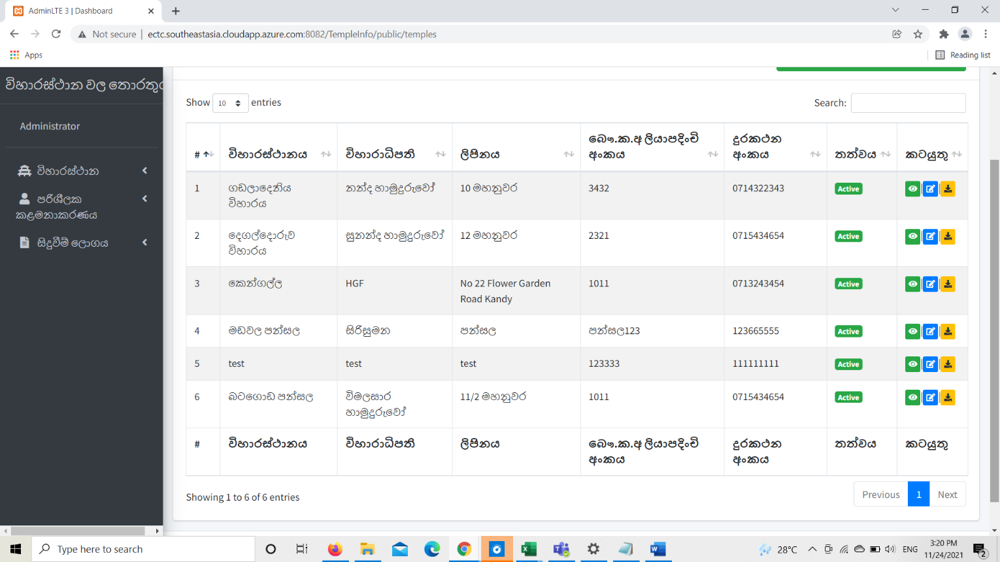 AdminLTE 3 | Dashboard
Not secure | ectc.southeastasia.cloudapp.azure.com:8082/TempleInfo/public/temples
Apps
Reading list
විහාරස්ථාන වල තොරතුර
Administrator
විහාරස්ථාන
පරිශීලක
කළමනාකරණය
සිදුවීම් ලොගය
Show 10 entries
Search:
# විහාරස්ථානය විහාරාධිපති ලිපිනය බෞ.ක.අ ලියාපදිංචි අංකය දුරකථන අංකය තත්වය කටයුතු
1 ගඩලාදෙනිය විහාරය නන්ද හාමුදුරුවෝ 10 මහනුවර 3432 0714322343 Active
2 දෙගල්දොරුව විහාරය සුනන්ද හාමුදුරුවෝ 12 මහනුවර 2321 0715434654 Active
3 කෙන්ගල්ල HGF No 22 Flower Garden Road Kandy 1011 0713243454 Active
4 මඩවල පන්සල සිරිසුමන පන්සල පන්සල123 123665555 Active
5 test test test 123333 111111111 Active
6 බටගොඩ පන්සල විමලසාර හාමුදුරුවෝ 11/2 මහනුවර 1011 0715434654 Active
# විහාරස්ථානය විහාරාධිපති ලිපිනය බෞ.ක.අ ලියාපදිංචි අංකය දුරකථන අංකය තත්වය කටයුතු
Showing 1 to 6 of 6 entries
Previous 1 Next
Type here to search
28°C
ENG
3:20 PM
11/24/2021
2